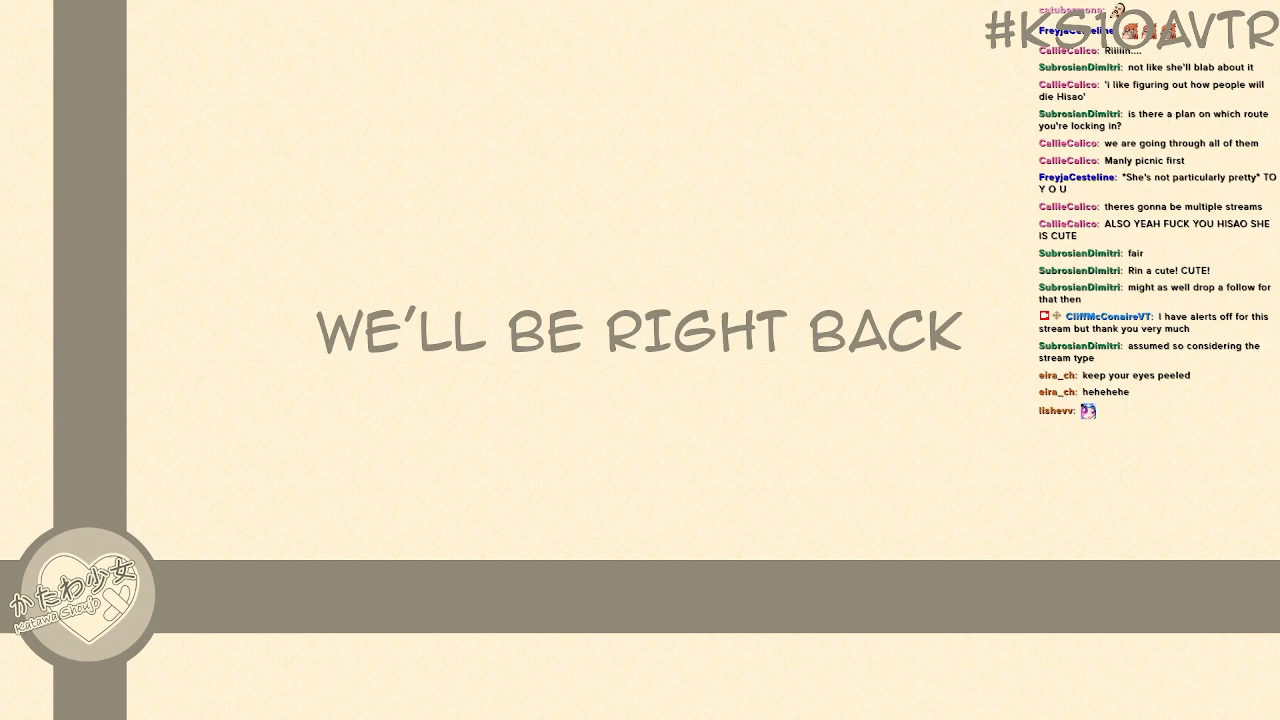 #KS10AVTR
catubemona:
FreyjaCesteline:
CallieCalico: Riiiin....
SubrosianDimitri: not like she'll blab about it
CallieCalico: 'i like figuring out how people will
die Hisao'
SubrosianDimitri: is there a plan on which route
you're locking in?
CallieCalico: we are going through all of them
CallieCalico: Manly picnic first
FreyjaCesteline: "She's not particularly pretty" TO
Y O U
CallieCalico: theres gonna be multiple streams
CallieCalico: ALSO YEAH FUCK YOU HISAO SHE
IS CUTE
SubrosianDimitri: fair
SubrosianDimitri: Rin a cute! CUTE!
SubrosianDimitri: might as well drop a follow for
that then
CliffMcConaireVT: I have alerts off for this
stream but thank you very much
SubrosianDimitri: assumed so considering the
stream type
eira_ch: keep your eyes peeled
eira_ch: hehehehe
lishevv:
WE'LL BE RIGHT BACK
かたわ少女
Katawa Shoujo